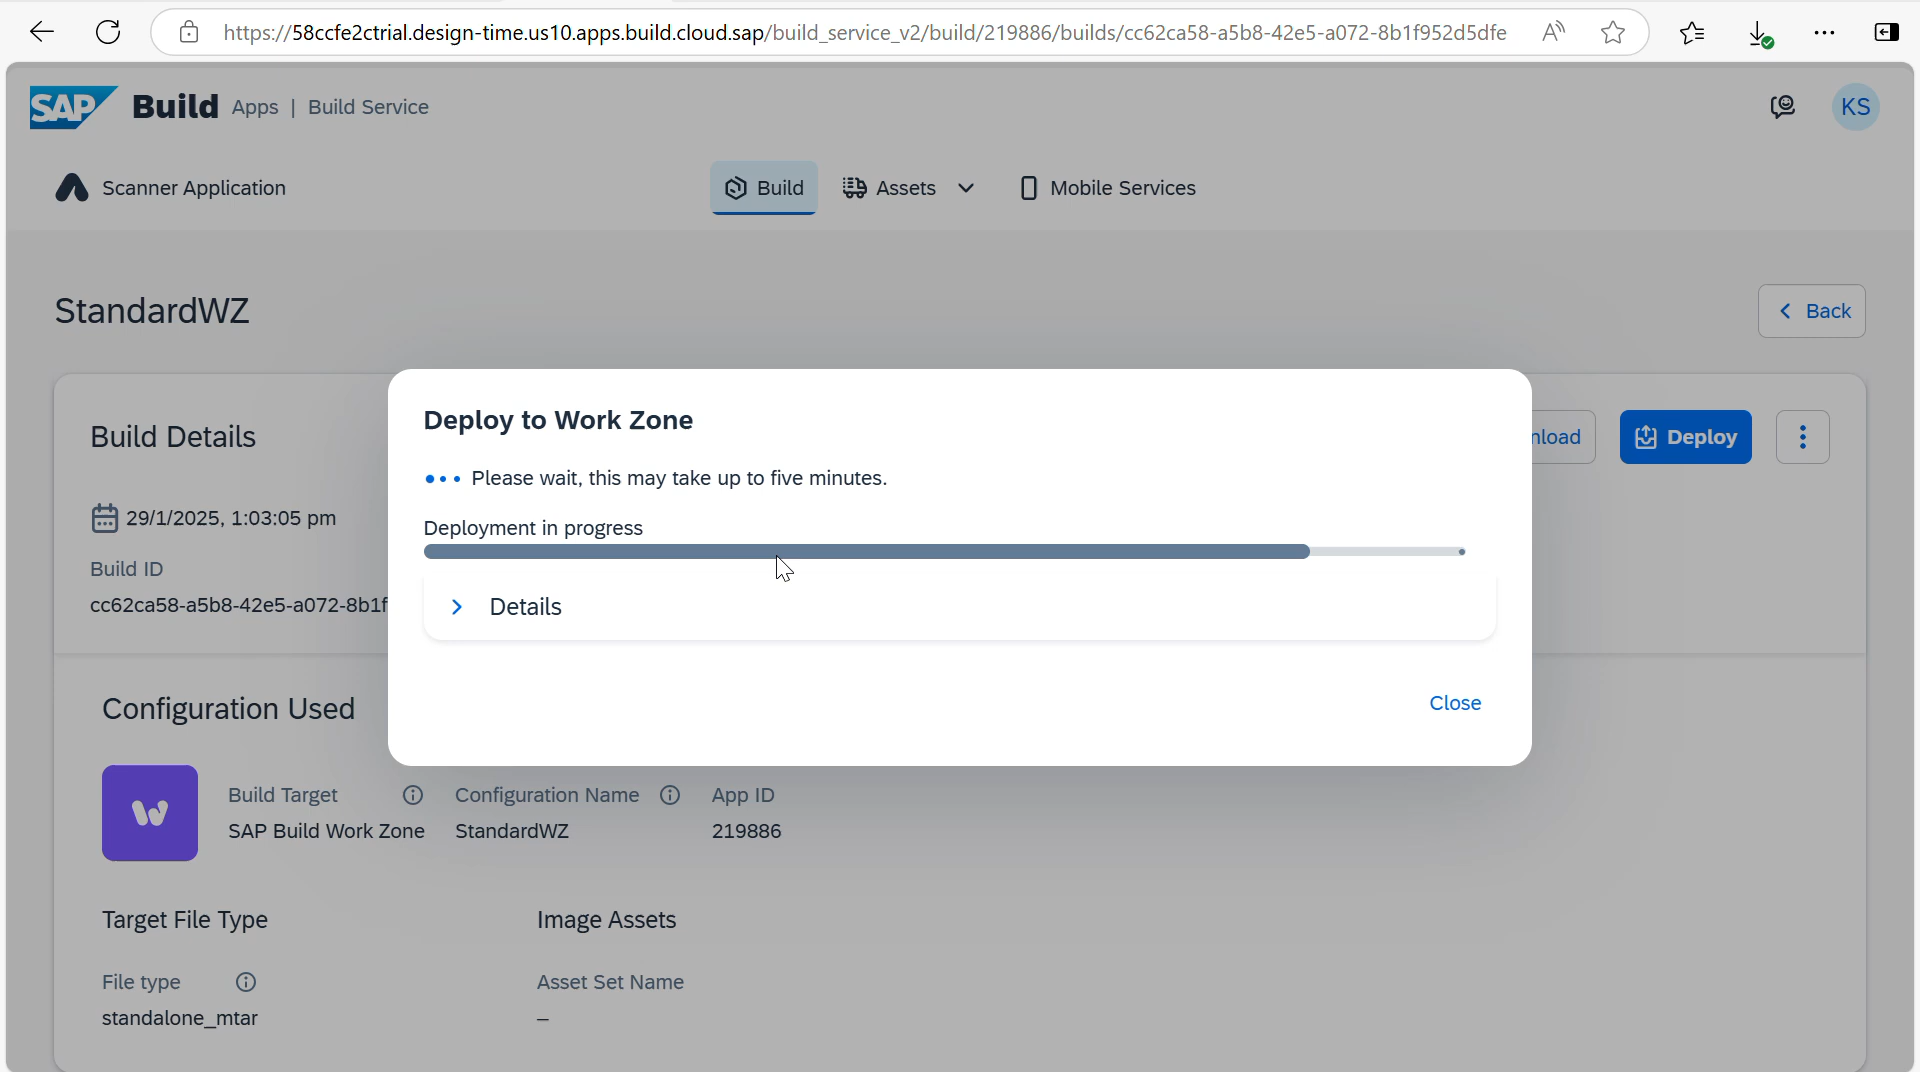 https://58ccfe2ctrial.design-time.us10.apps.build.cloud.sap/build_service_v2/build/219886/builds/cc62ca58-a5b8-42e5-a072-8b1f952d5dfe
SAP Build Apps | Build Service
KS
Scanner Application
Build
Assets
Mobile Services
StandardWZ
Back
Build Details
nload
Deploy
29/1/2025, 1:03:05 pm
Build ID
cc62ca58-a5b8-42e5-a072-8b1f
Deploy to Work Zone
Please wait, this may take up to five minutes.
Deployment in progress
Details
Close
Configuration Used
Build Target
Configuration Name
App ID
SAP Build Work Zone
StandardWZ
219886
Target File Type
Image Assets
File type
Asset Set Name
standalone_mtar
–